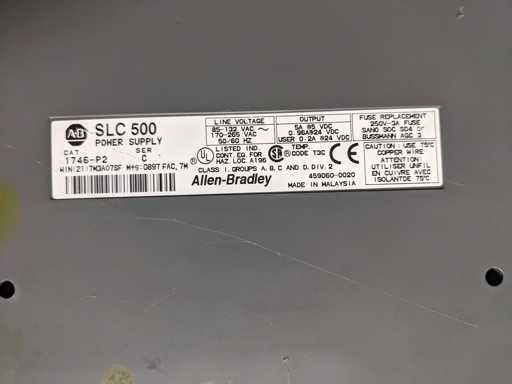 AB SLC 500
POWER SUPPLY
CAT SER
1746-P2 C
FAC, 7M
LINE VOLTAGE
85-132 VAC ~
170-265 VAC
50/60 HZ
OUTPUT
5A @5 VDC
0.96A@24 VDC
USER 0.2A @24 VDC
FUSE REPLACEMENT
250V-3A FUSE
SANO SOC SD4 or
BUSSMANN AGC 3
UL LISTED IND.
CONT. EQ. FOR
HAZ. LOC. A196
TEMP.
CODE T3C
CE
CLASS I, GROUPS A, B, C AND D, DIV. 2
CAUTION: USE 75°C
COPPER WIRE
ATTENTION:
UTILISER UNFIL
EN CUIVRE AVEC
ISOLANTDE 75°C
Allen-Bradley
459060-0020
MADE IN MALAYSIA